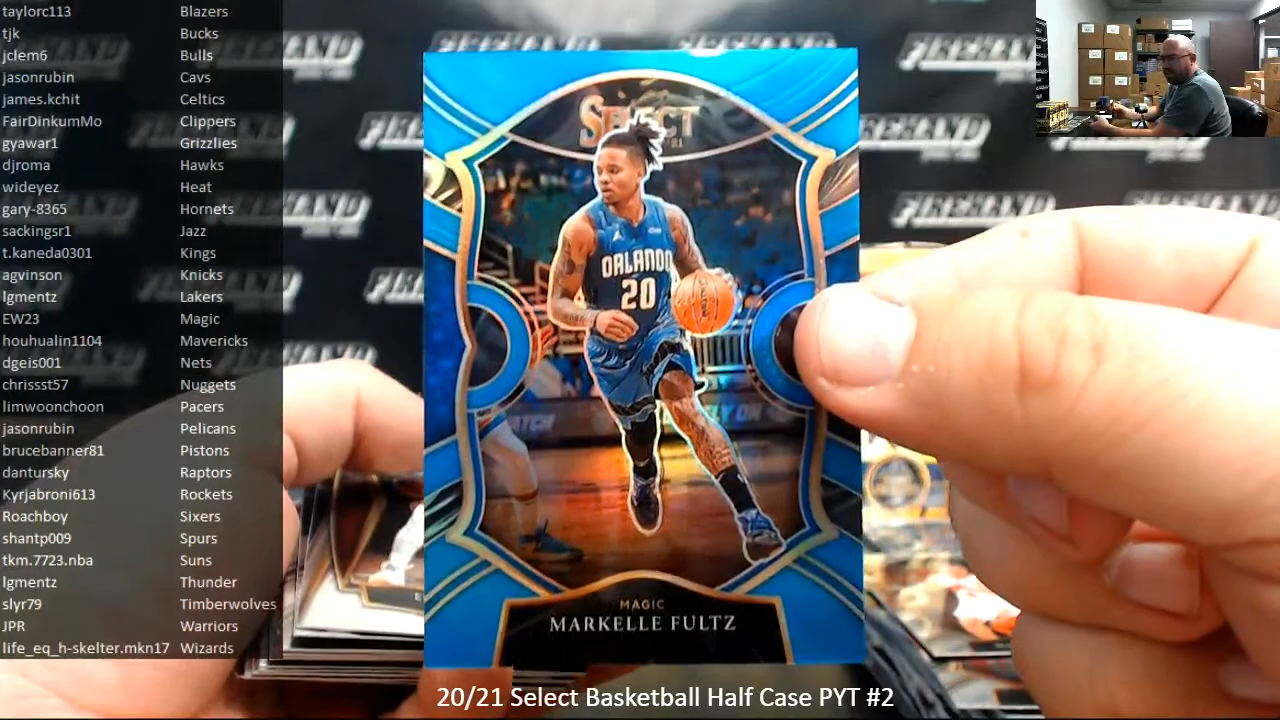 taylorc113 Blazers
tjk Bucks
jclem6 Bulls
jasonrubin Cavs
james.kchit Celtics
FairDinkumMo Clippers
gyawar1 Grizzlies
djroma Hawks
wideyez Heat
gary-8365 Hornets
sackingsr1 Jazz
t.kaneda0301 Kings
agvinson Knicks
lgmentz Lakers
EW23 Magic
houhualin1104 Mavericks
dgeis001 Nets
chrissst57 Nuggets
limwoonchoon Pacers
jasonrubin Pelicans
brucebanner81 Pistons
dantursky Raptors
Kyrjabroni613 Rockets
Roachboy Sixers
shantp009 Spurs
tkm.7723.nba Suns
lgmentz Thunder
slyr79 Timberwolves
JPR Warriors
life_eq_h-skelter.mkn17 Wizards
FIREHAND
FIREHAND
FIREHAND
SELECT
ORLANDO
20
MAGIC
MARKELLE FULTZ
20/21 Select Basketball Half Case PYT #2